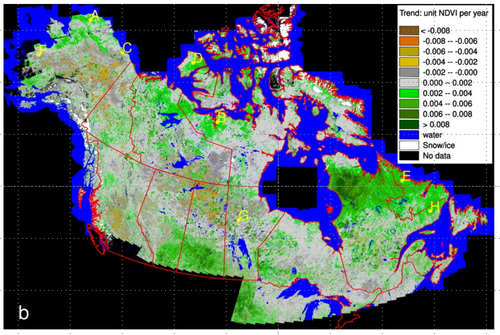 A
Trend: unit NDVI per year
< -0.008
-0.008 -- -0.006
-0.006 -- -0.004
-0.004 -- -0.002
-0.002 -- -0.000
0.000 -- 0.002
0.002 -- 0.004
0.004 -- 0.006
0.006 -- 0.008
> 0.008
water
Snow/ice
No data
F
C
D
B
E
H
G
b